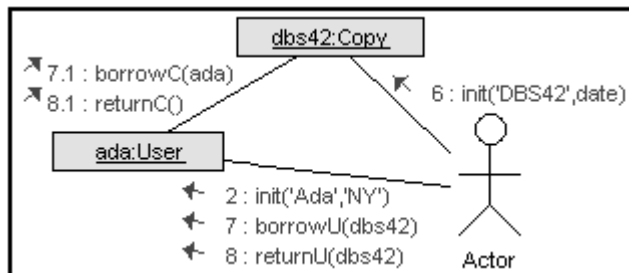 dbs42:Copy
7.1 : borrowC(ada)
8.1 : returnC()
6 : init('DBS42',date)
ada:User
2 : init('Ada','NY')
7 : borrowU(dbs42)
8 : returnU(dbs42)
Actor